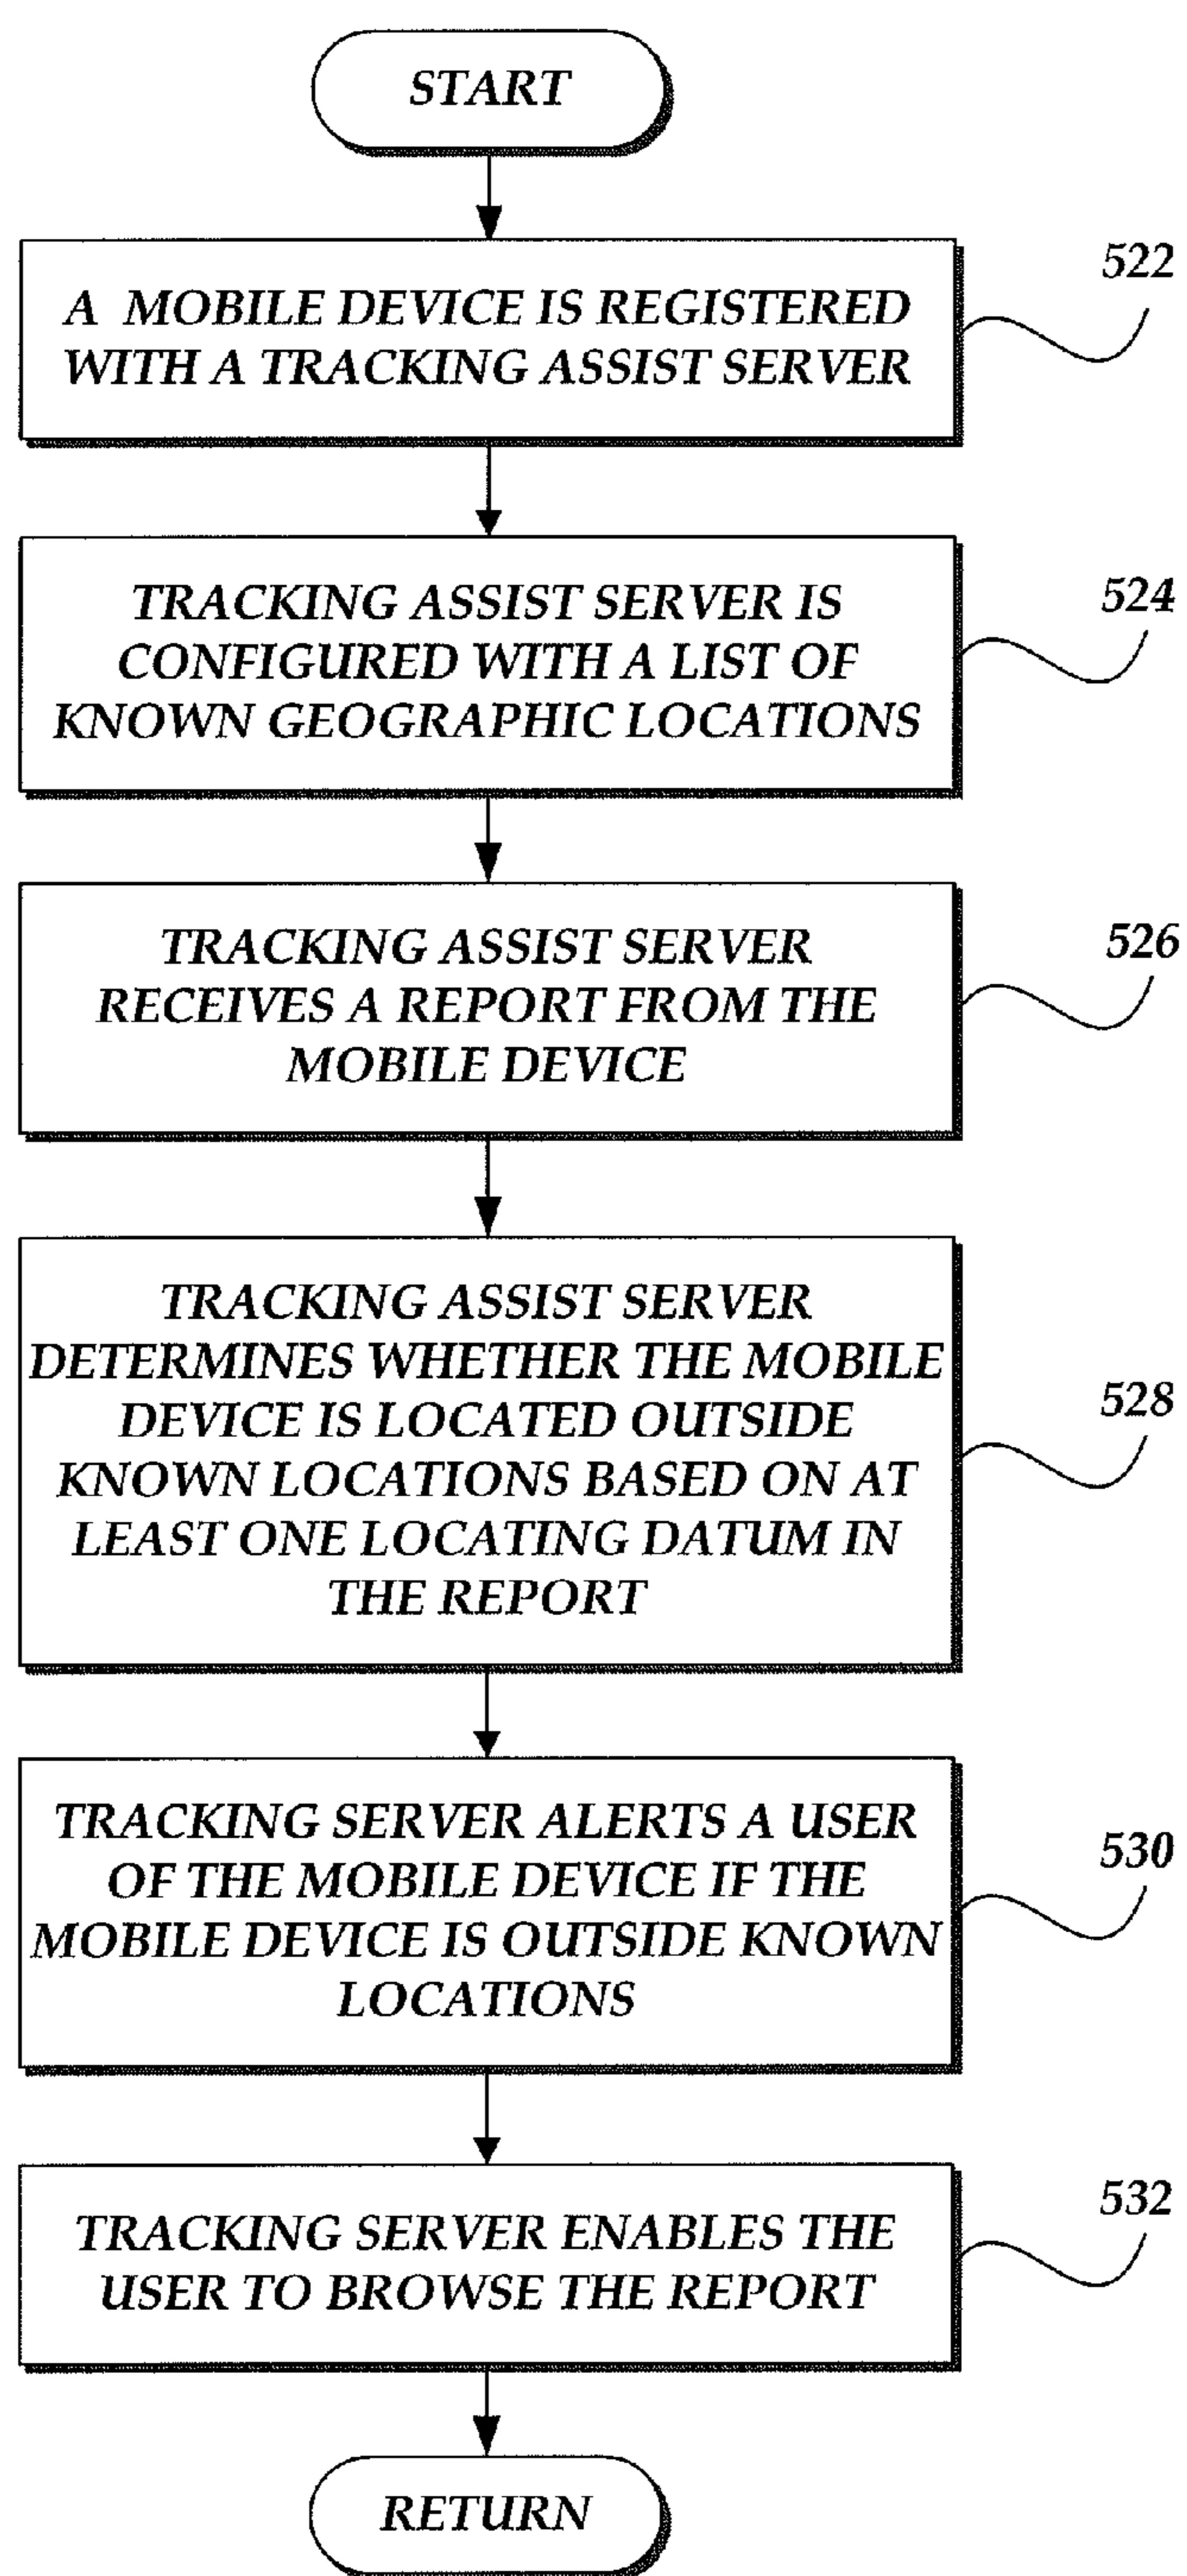 START
A MOBILE DEVICE IS REGISTERED
WITH A TRACKING ASSIST SERVER
522
TRACKING ASSIST SERVER IS
CONFIGURED WITH A LIST OF
KNOWN GEOGRAPHIC LOCATIONS
524
TRACKING ASSIST SERVER
RECEIVES A REPORT FROM THE
MOBILE DEVICE
526
TRACKING ASSIST SERVER
DETERMINES WHETHER THE MOBILE
DEVICE IS LOCATED OUTSIDE
KNOWN LOCATIONS BASED ON AT
LEAST ONE LOCATING DATUM IN
THE REPORT
528
TRACKING SERVER ALERTS A USER
OF THE MOBILE DEVICE IF THE
MOBILE DEVICE IS OUTSIDE KNOWN
LOCATIONS
530
TRACKING SERVER ENABLES THE
USER TO BROWSE THE REPORT
532
RETURN